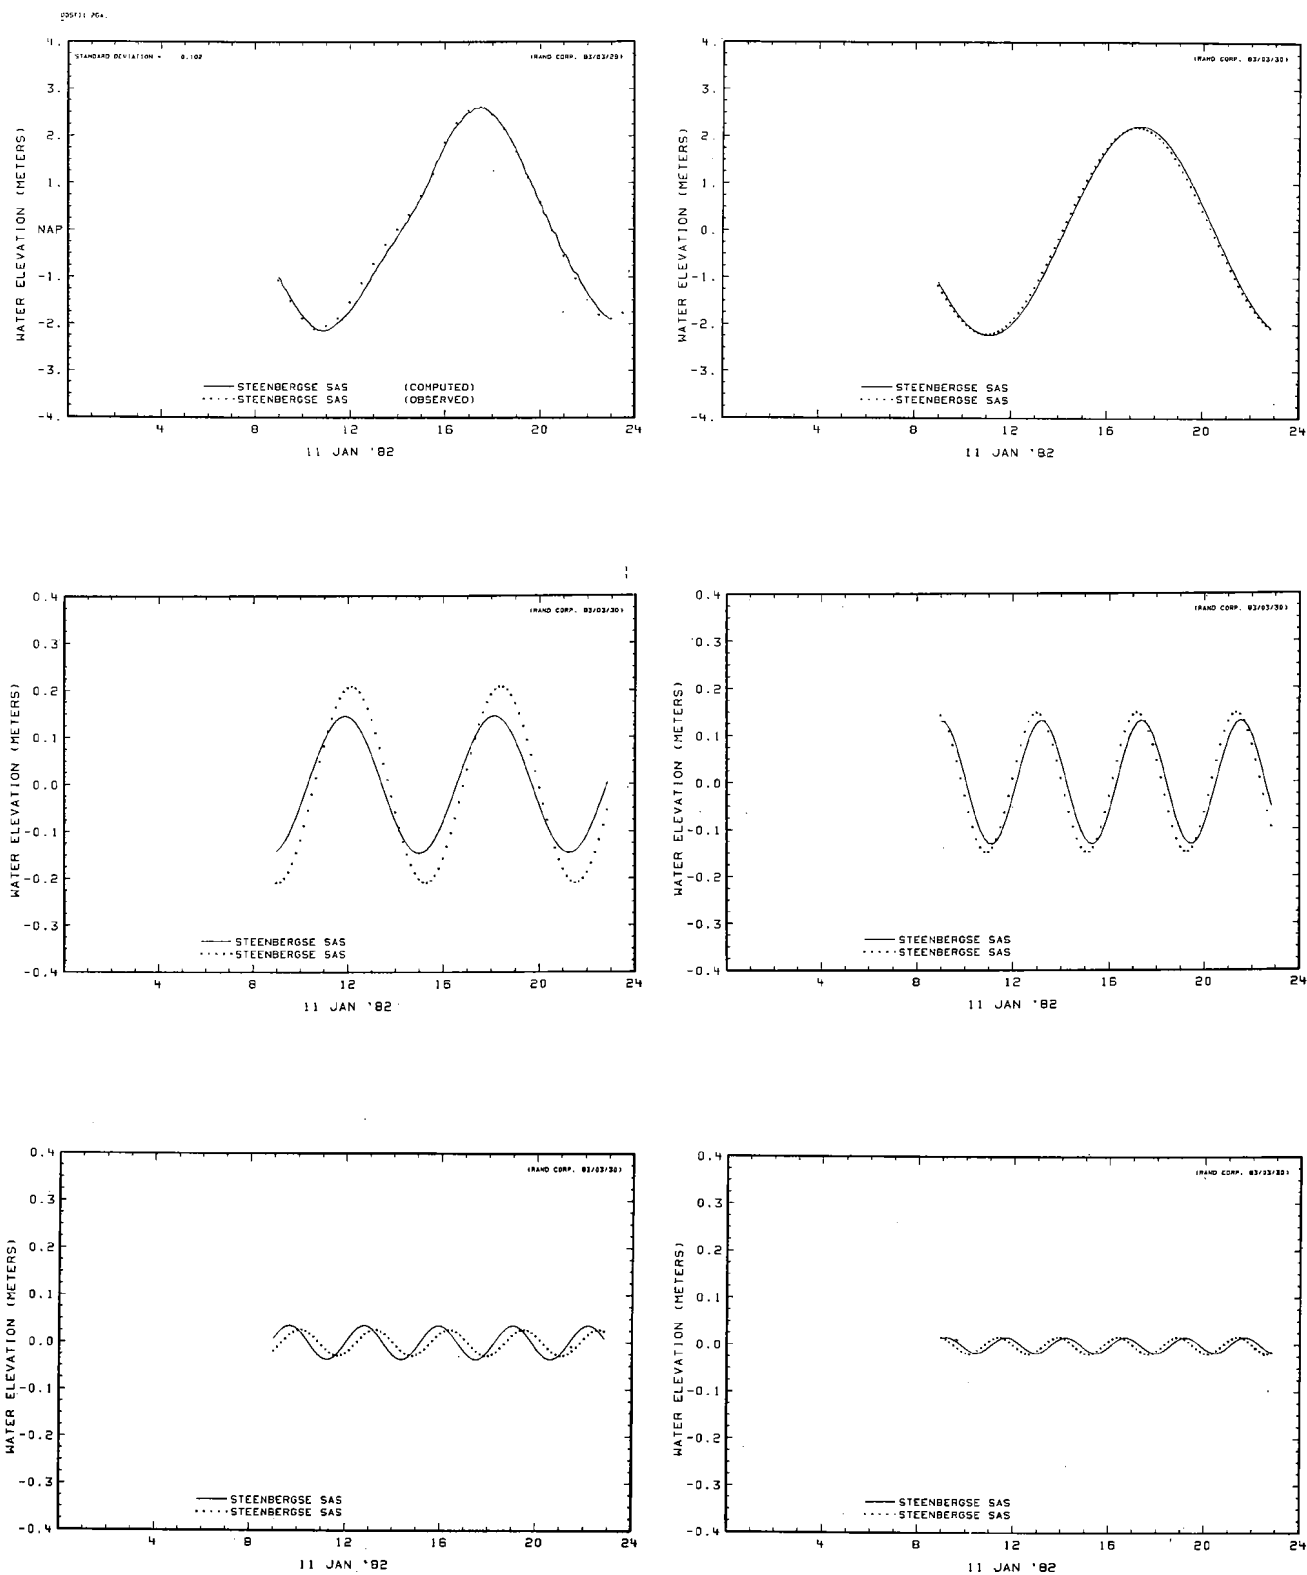 STANDARD DEVIATION = 0.102
(RAND CORP. 83/03/29)
4.
3.
2.
1.
NAP
-1.
-2.
-3.
-4.
WATER ELEVATION (METERS)
STEENBERGSE SAS (COMPUTED)
STEENBERGSE SAS (OBSERVED)
4 8 12 16 20 24
11 JAN '82
(RAND CORP. 83/03/30)
4.
3.
2.
1.
0.
-1.
-2.
-3.
-4.
WATER ELEVATION (METERS)
STEENBERGSE SAS
STEENBERGSE SAS
4 8 12 16 20 24
11 JAN '82
(RAND CORP. 83/03/30)
0.4
0.3
0.2
0.1
0.0
-0.1
-0.2
-0.3
-0.4
WATER ELEVATION (METERS)
STEENBERGSE SAS
STEENBERGSE SAS
4 8 12 16 20 24
11 JAN '82
(RAND CORP. 83/03/30)
0.4
0.3
0.2
0.1
0.0
-0.1
-0.2
-0.3
-0.4
WATER ELEVATION (METERS)
STEENBERGSE SAS
STEENBERGSE SAS
4 8 12 16 20 24
11 JAN '82
(RAND CORP. 83/03/30)
0.4
0.3
0.2
0.1
0.0
-0.1
-0.2
-0.3
-0.4
WATER ELEVATION (METERS)
STEENBERGSE SAS
STEENBERGSE SAS
4 8 12 16 20 24
11 JAN '82
(RAND CORP. 83/03/30)
0.4
0.3
0.2
0.1
0.0
-0.1
-0.2
-0.3
-0.4
WATER ELEVATION (METERS)
STEENBERGSE SAS
STEENBERGSE SAS
4 8 12 16 20 24
11 JAN '82